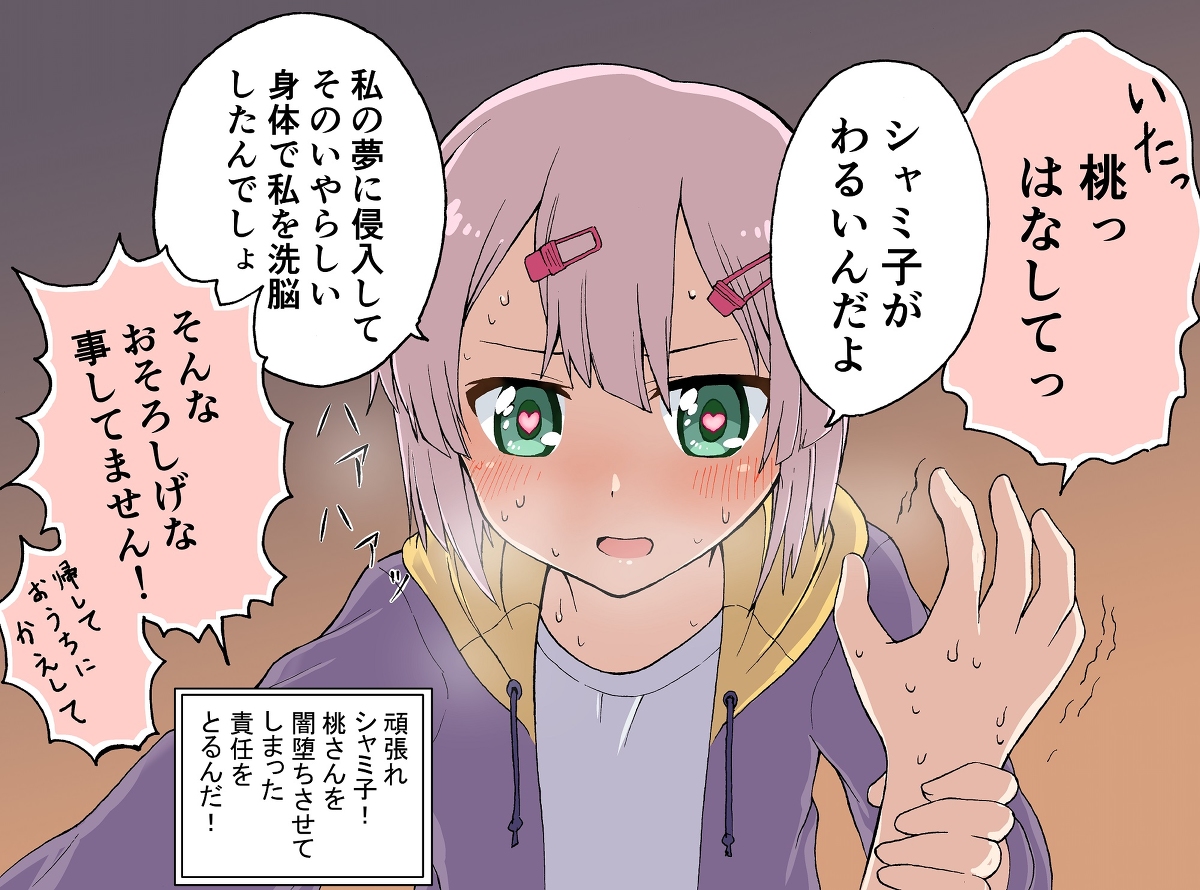 いたっ
桃っ
はなしてっ
シャミ子が
わるいんだよ
私の夢に侵入して
そのいやらしい
身体で私を洗脳
したんでしょ
そんな
おそろしげな
事してません！
帰して
おうちに
かえして
ハァ
ハァッ
頑張れ
シャミ子！
桃さんを
闇堕ちさせて
しまった
責任を
とるんだ！